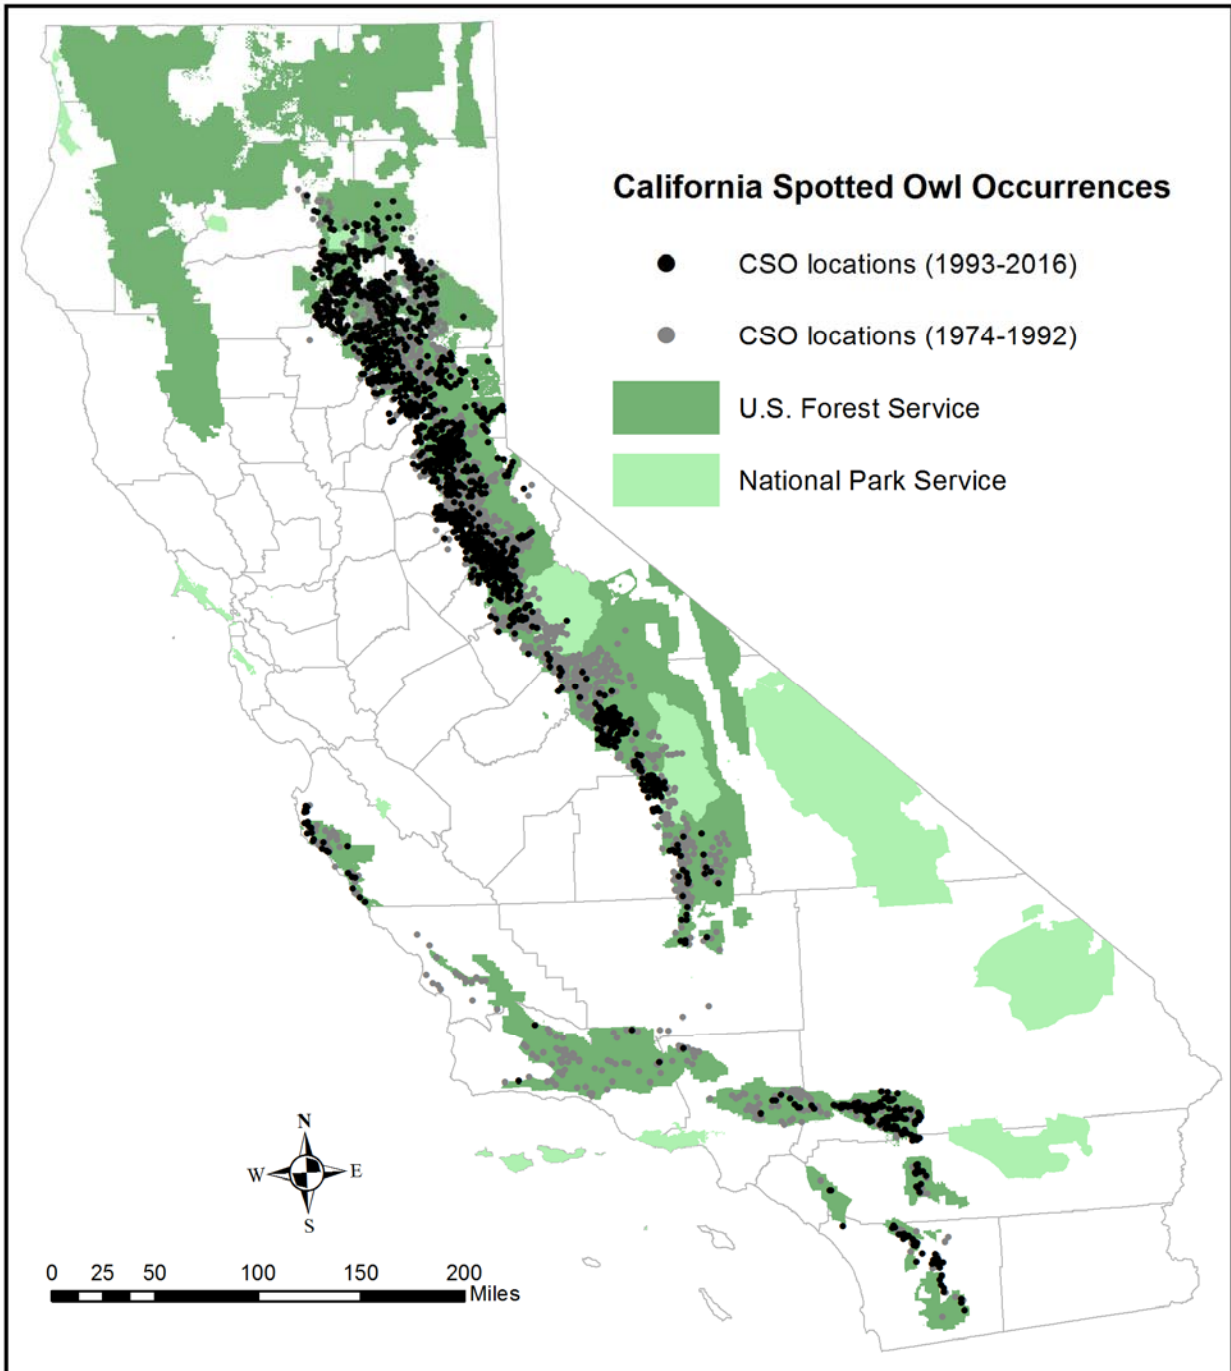 California Spotted Owl Occurrences
CSO locations (1993-2016)
CSO locations (1974-1992)
U.S. Forest Service
National Park Service
N
W E
S
0 25 50 100 150 200
Miles